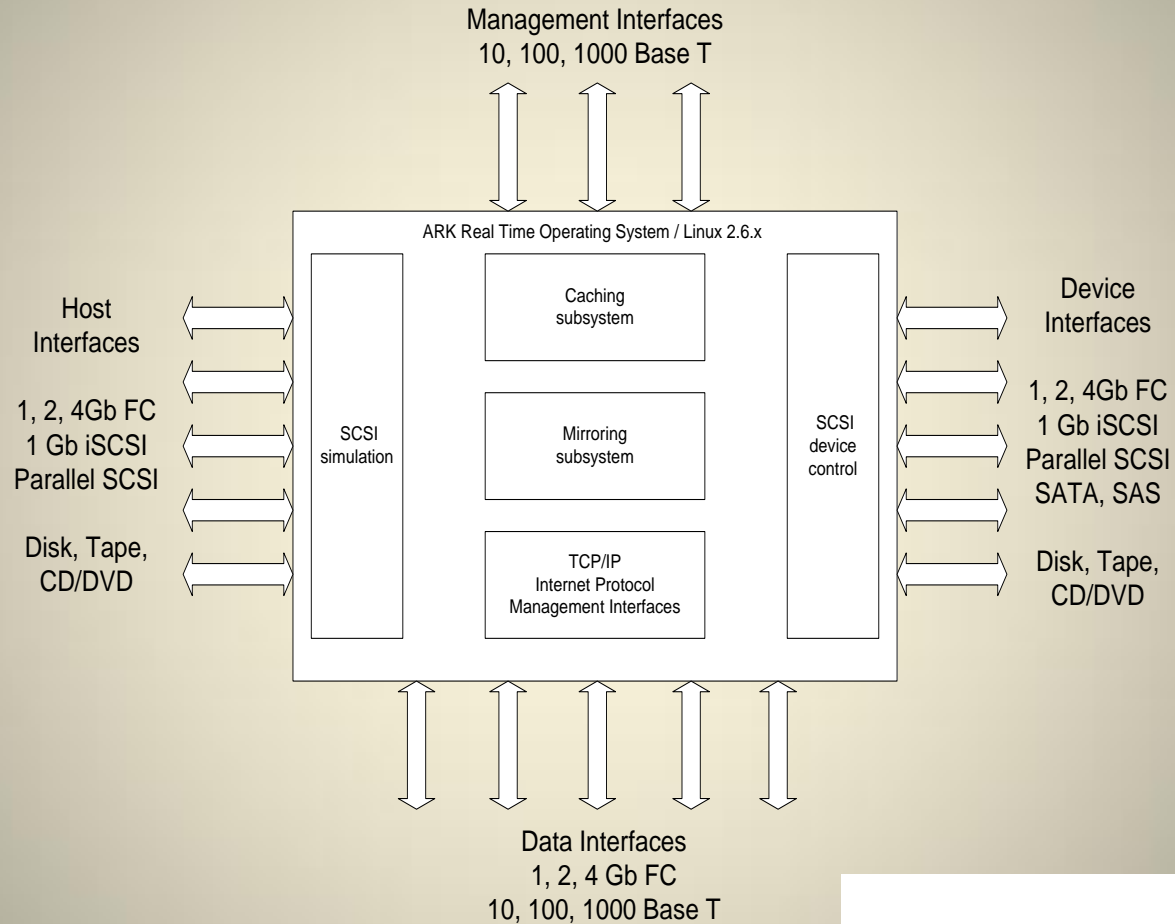 Management Interfaces
10, 100, 1000 Base T
ARK Real Time Operating System / Linux 2.6.x
Host
Interfaces
1, 2, 4Gb FC
1 Gb iSCSI
Parallel SCSI
Disk, Tape,
CD/DVD
SCSI
simulation
Caching
subsystem
Mirroring
subsystem
TCP/IP
Internet Protocol
Management Interfaces
SCSI
device
control
Device
Interfaces
1, 2, 4Gb FC
1 Gb iSCSI
Parallel SCSI
SATA, SAS
Disk, Tape,
CD/DVD
Data Interfaces
1, 2, 4 Gb FC
10, 100, 1000 Base T